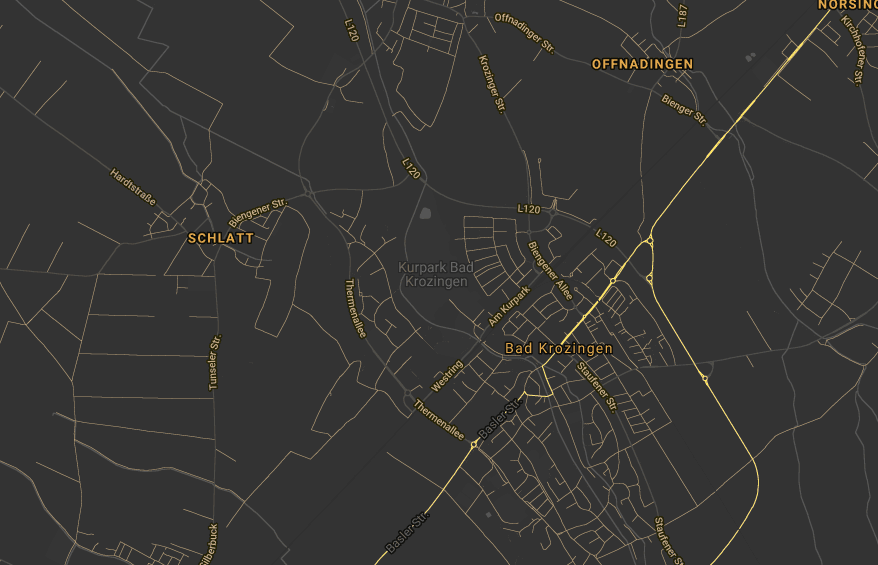 NORSING
L187
Offnadinger Str.
L120
Kirchhofener Str.
OFFNADINGEN
Krozinger Str.
Bienger Str.
L120
Hardtstraße
Biengener Str.
L120
SCHLATT
L120
Biengener Allee
Kurpark Bad
Krozingen
Am Kurpark
Thermenallee
Bad Krozingen
Tunseler Str.
Westring
Staufener Str.
Thermenallee
Basler Str.
Basler Str.
Silberbuck
Staufener St